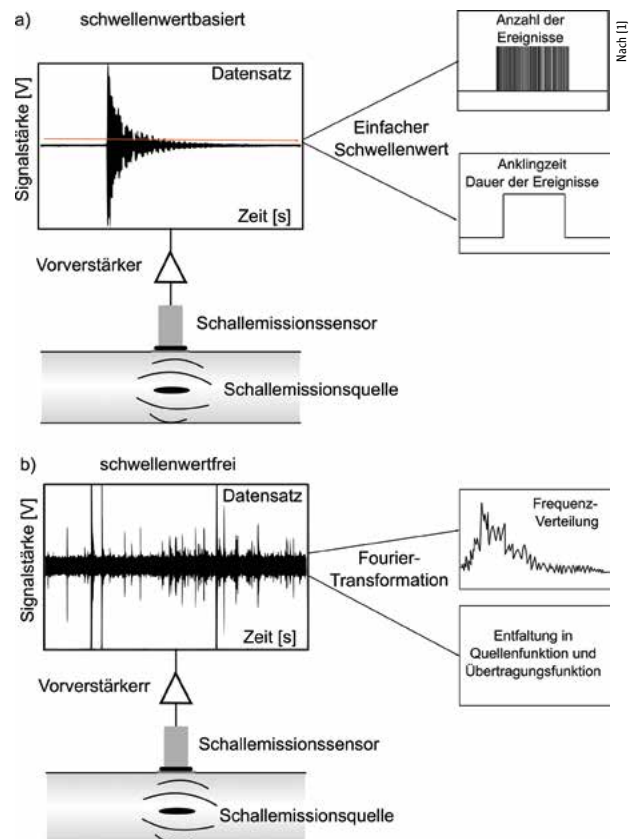 a) schwellenwertbasiert
Signalstärke [V]
Datensatz
Zeit [s]
Einfacher
Schwellenwert
Anzahl der
Ereignisse
Nach [1]
Anklingzeit
Dauer der Ereignisse
Vorverstärker
Schallemissionssensor
Schallemissionsquelle
b) schwellenwertfrei
Signalstärke [V]
Datensatz
Zeit [s]
Fourier-
Transformation
Frequenz-
Verteilung
Entfaltung in
Quellenfunktion und
Übertragungsfunktion
Vorverstärkerr
Schallemissionssensor
Schallemissionsquelle